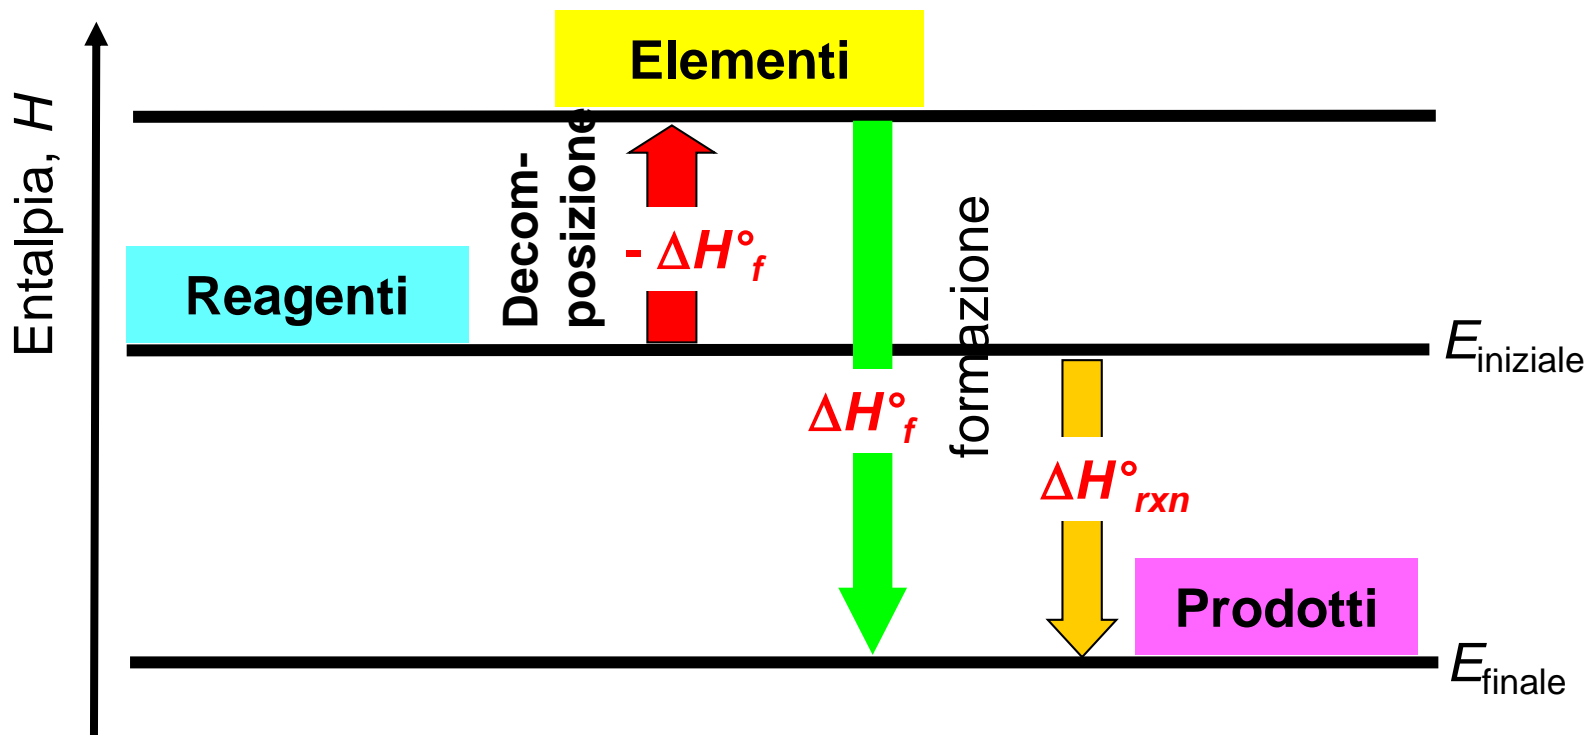 Elementi
Entalpia, H
Decom-
posizione
- ΔH°f
formazione
Reagenti
Einiziale
ΔH°f
ΔH°rxn
Prodotti
Efinale